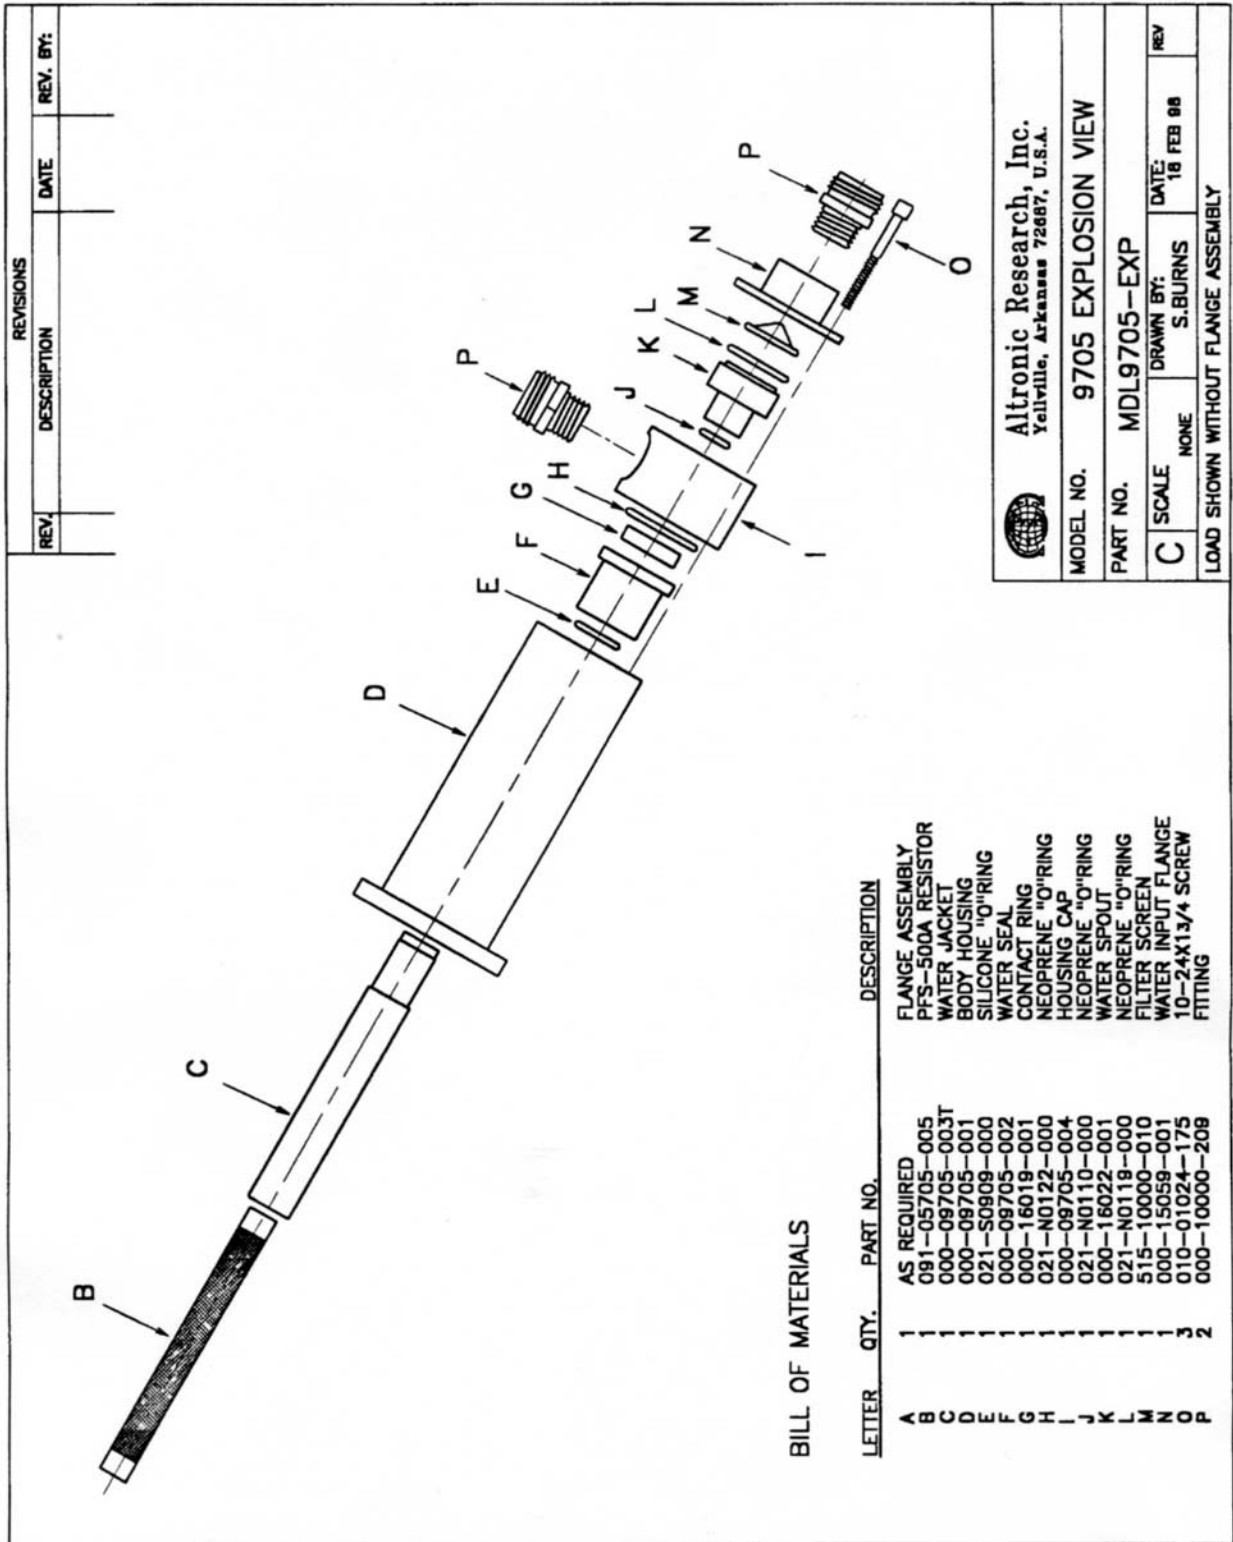 REVISIONS
REV. DESCRIPTION DATE REV. BY:
B
C
D
E
F
G
H
I
J
K
L
M
N
O
P
P
BILL OF MATERIALS
LETTER QTY. PART NO. DESCRIPTION
A 1 AS REQUIRED FLANGE ASSEMBLY
B 1 091-05705-005 PFS-500A RESISTOR
C 1 000-09705-003T WATER JACKET
D 1 000-09705-001 BODY HOUSING
E 1 021-S0909-000 SILICONE "O"RING
F 1 000-09705-002 WATER SEAL
G 1 000-16019-001 CONTACT RING
H 1 021-N0122-000 NEOPRENE "O"RING
I 1 000-09705-004 HOUSING CAP
J 1 021-N0110-000 NEOPRENE "O"RING
K 1 000-16022-001 WATER SPOUT
L 1 021-N0119-000 NEOPRENE "O"RING
M 1 515-10000-010 FILTER SCREEN
N 1 000-15059-001 WATER INPUT FLANGE
O 3 010-01024-175 10-24X13/4 SCREW
P 2 000-10000-209 FITTING
Altronic Research, Inc.
Yellville, Arkansas 72687, U.S.A.
MODEL NO. 9705 EXPLOSION VIEW
PART NO. MDL9705-EXP
C SCALE NONE DRAWN BY: S.BURNS DATE: 18 FEB 98 REV
LOAD SHOWN WITHOUT FLANGE ASSEMBLY